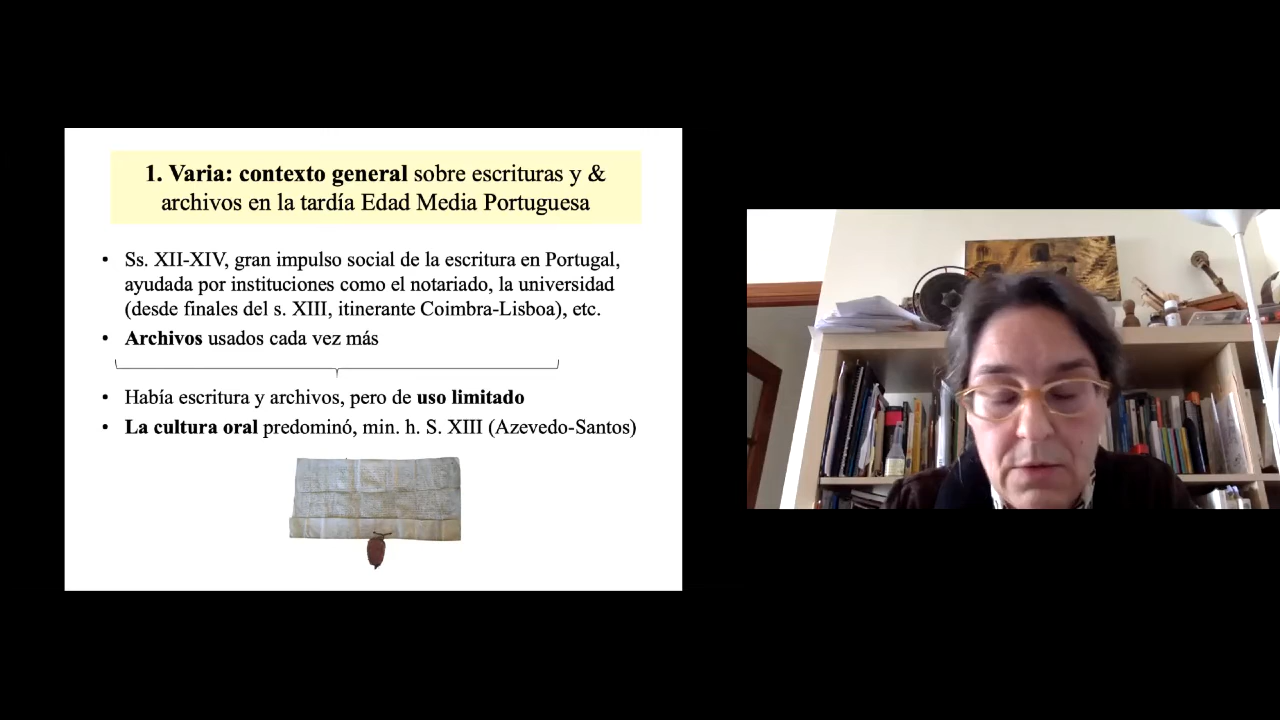 1. Varia: contexto general sobre escrituras y &
archivos en la tardía Edad Media Portuguesa
• Ss. XII-XIV, gran impulso social de la escritura en Portugal,
ayudada por instituciones como el notariado, la universidad
(desde finales del s. XIII, itinerante Coimbra-Lisboa), etc.
• Archivos usados cada vez más
• Había escritura y archivos, pero de uso limitado
• La cultura oral predominó, min. h. S. XIII (Azevedo-Santos)